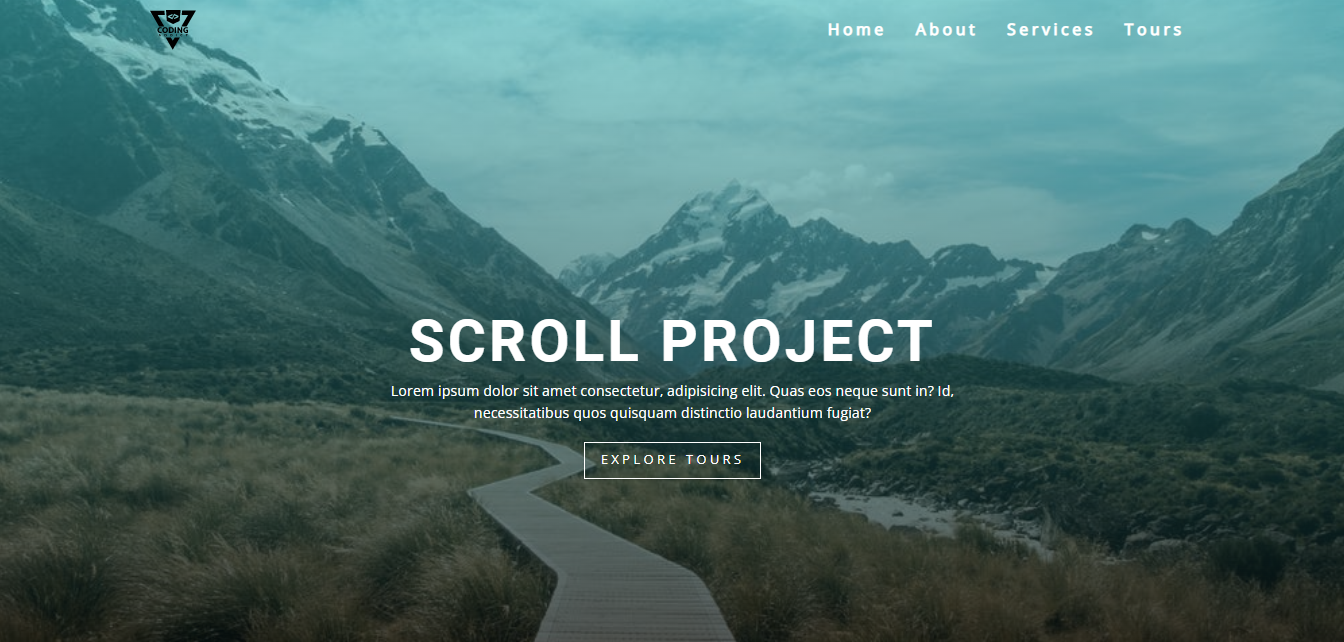 CODING
Home About Services Tours
SCROLL PROJECT
Lorem ipsum dolor sit amet consectetur, adipisicing elit. Quas eos neque sunt in? Id,
necessitatibus quos quisquam distinctio laudantium fugiat?
EXPLORE TOURS